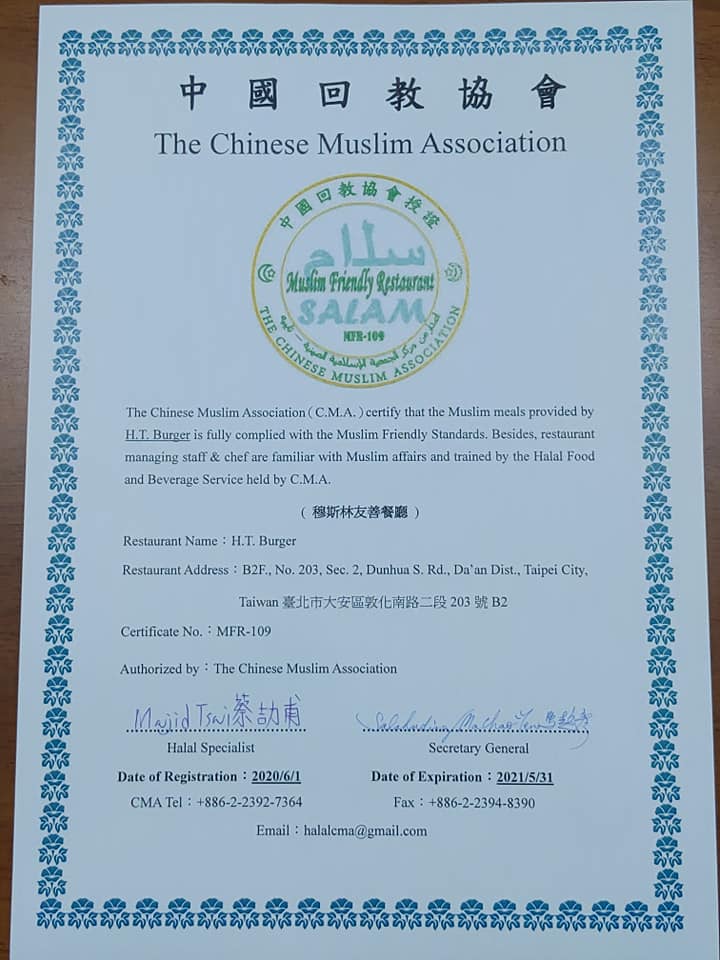 中國回教協會
The Chinese Muslim Association
中國回教協會授證
سلام
Muslim Friendly Restaurant
SALAM
MFR-109
THE CHINESE MUSLIM ASSOCIATION
The Chinese Muslim Association ( C.M.A. ) certify that the Muslim meals provided by
H.T. Burger is fully complied with the Muslim Friendly Standards. Besides, restaurant
managing staff & chef are familiar with Muslim affairs and trained by the Halal Food
and Beverage Service held by C.M.A.
( 穆斯林友善餐廳 )
Restaurant Name：H.T. Burger
Restaurant Address：B2F., No. 203, Sec. 2, Dunhua S. Rd., Da’an Dist., Taipei City,
Taiwan 臺北市大安區敦化南路二段 203 號 B2
Certificate No.：MFR-109
Authorized by：The Chinese Muslim Association
Majid Tsai 蔡劼甫
Halal Specialist Secretary General
Date of Registration：2020/6/1 Date of Expiration：2021/5/31
CMA Tel：+886-2-2392-7364 Fax：+886-2-2394-8390
Email：halalcma@gmail.com